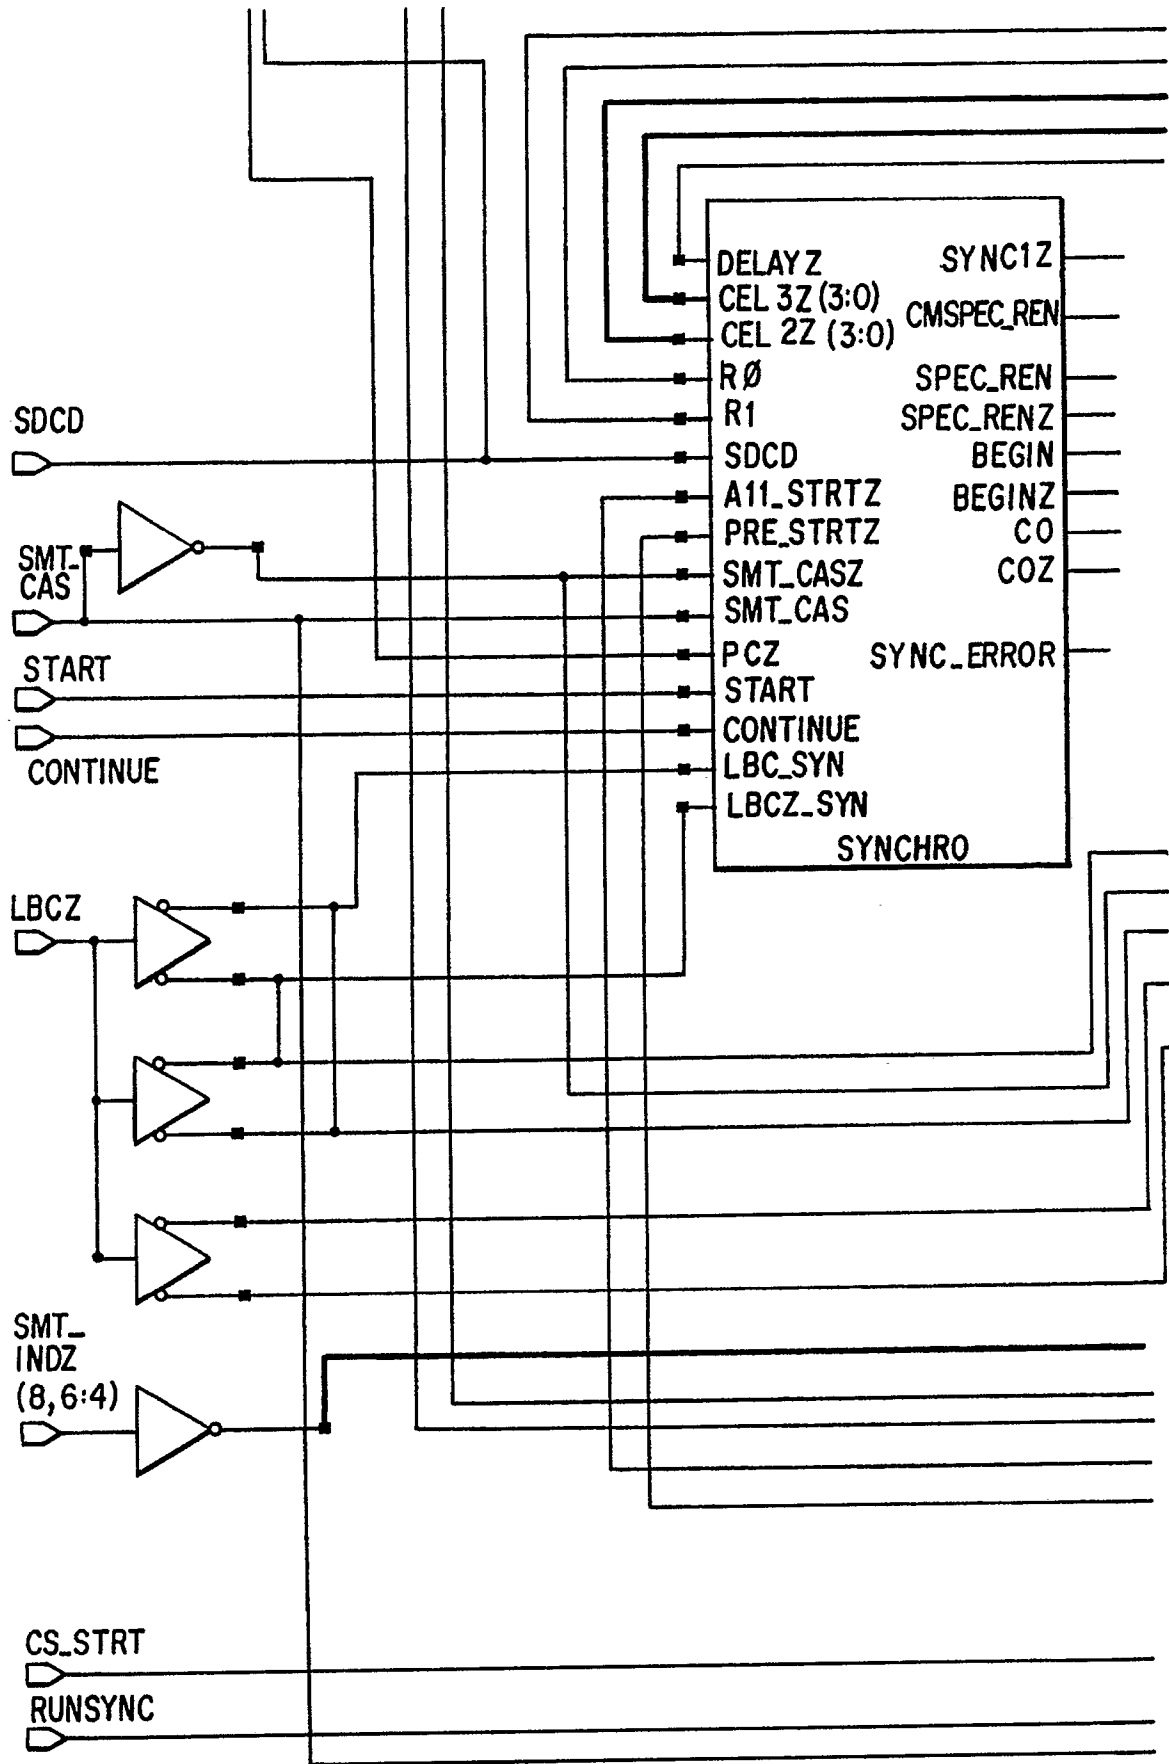 DELAYZ
CEL 3Z (3:0)
CEL 2Z (3:0)
RØ
R1
SDCD
A11_STRTZ
PRE_STRTZ
SMT_CASZ
SMT_CAS
PCZ
START
CONTINUE
LBC_SYN
LBCZ_SYN
SYNC1Z
CMSPEC_REN
SPEC_REN
SPEC_RENZ
BEGIN
BEGINZ
CO
COZ
SYNC_ERROR
SYNCHRO
SDCD
SMT_
CAS
START
CONTINUE
LBCZ
SMT_
INDZ
(8,6:4)
CS_STRT
RUNSYNC